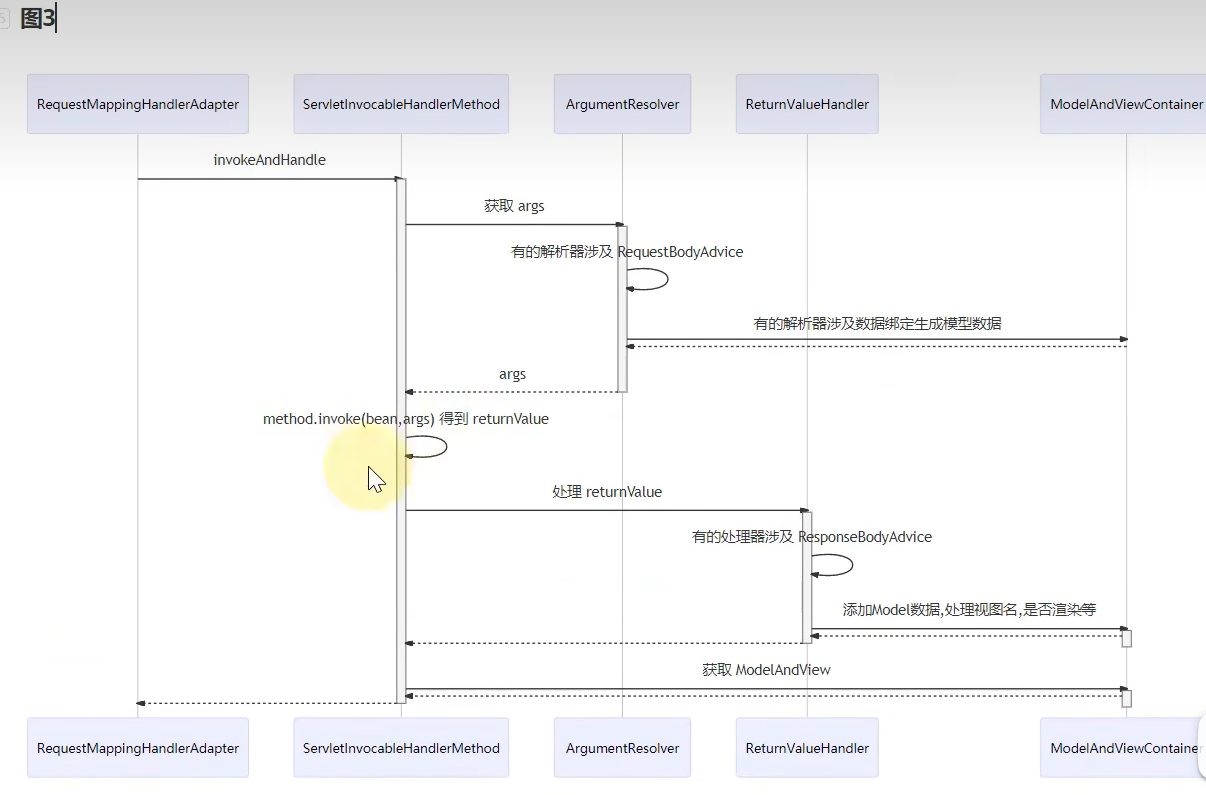 图3
RequestMappingHandlerAdapter
ServletInvocableHandlerMethod
ArgumentResolver
ReturnValueHandler
ModelAndViewContainer
invokeAndHandle
获取 args
有的解析器涉及 RequestBodyAdvice
有的解析器涉及数据绑定生成模型数据
args
method.invoke(bean,args) 得到 returnValue
处理 returnValue
有的处理器涉及 ResponseBodyAdvice
添加Model数据,处理视图名,是否渲染等
获取 ModelAndView
RequestMappingHandlerAdapter
ServletInvocableHandlerMethod
ArgumentResolver
ReturnValueHandler
ModelAndViewContainer